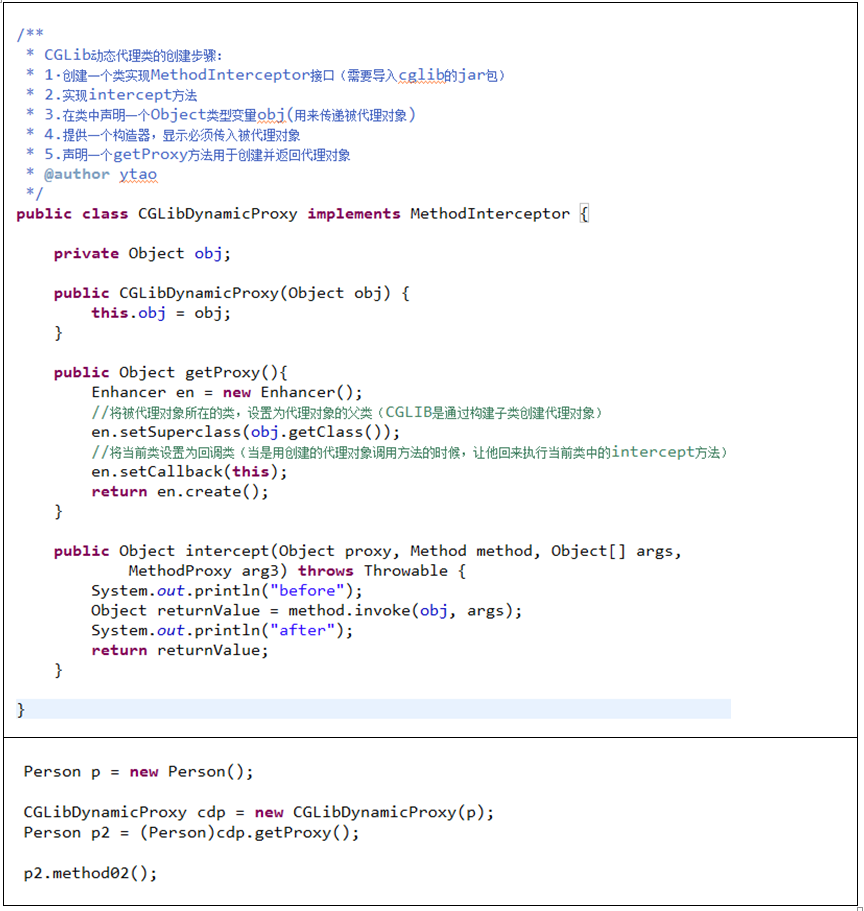 /**
 * CGLib动态代理类的创建步骤：
 * 1.创建一个类实现MethodInterceptor接口（需要导入cglib的jar包）
 * 2.实现intercept方法
 * 3.在类中声明一个Object类型变量obj(用来传递被代理对象)
 * 4.提供一个构造器，显示必须传入被代理对象
 * 5.声明一个getProxy方法用于创建并返回代理对象
 * @author ytao
 */
public class CGLibDynamicProxy implements MethodInterceptor {
    private Object obj;
    public CGLibDynamicProxy(Object obj) {
        this.obj = obj;
    }
    public Object getProxy(){
        Enhancer en = new Enhancer();
        //将被代理对象所在的类，设置为代理对象的父类（CGLIB是通过构建子类创建代理对象）
        en.setSuperclass(obj.getClass());
        //将当前类设置为回调类（当是用创建的代理对象调用方法的时候，让他回来执行当前类中的intercept方法）
        en.setCallback(this);
        return en.create();
    }
    public Object intercept(Object proxy, Method method, Object[] args,
            MethodProxy arg3) throws Throwable {
        System.out.println("before");
        Object returnValue = method.invoke(obj, args);
        System.out.println("after");
        return returnValue;
    }
}
Person p = new Person();
CGLibDynamicProxy cdp = new CGLibDynamicProxy(p);
Person p2 = (Person)cdp.getProxy();
p2.method02();